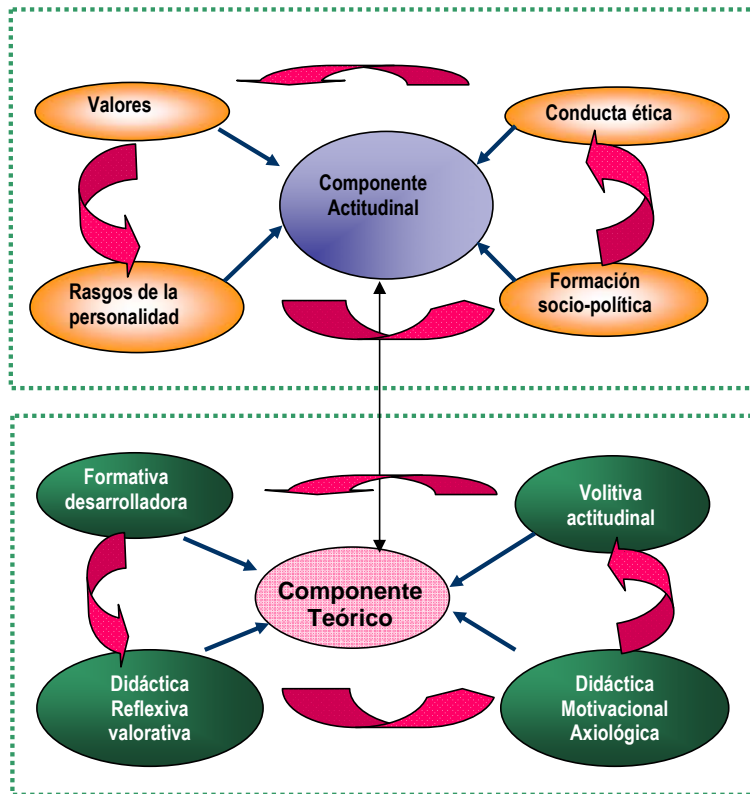 Valores
Conducta ética
Componente
Actitudinal
Rasgos de la
personalidad
Formación
socio-política
Formativa
desarrolladora
Volitiva
actitudinal
Componente
Teórico
Didáctica
Reflexiva
valorativa
Didáctica
Motivacional
Axiológica